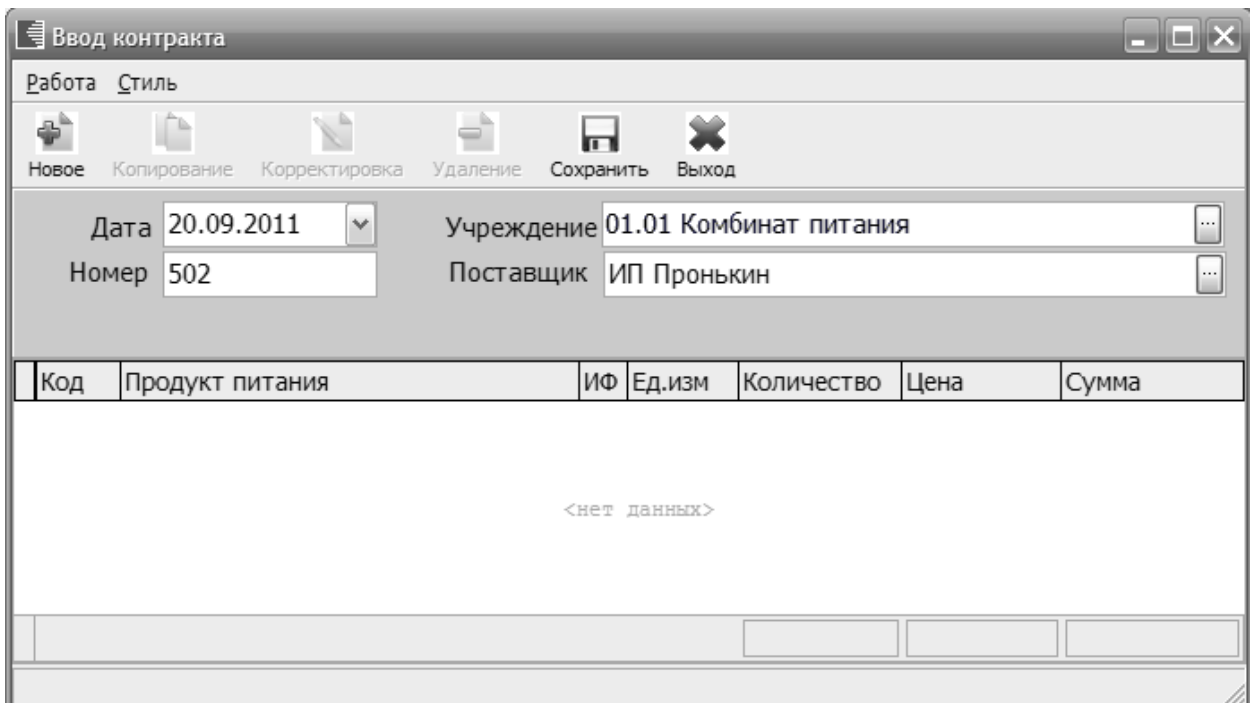 Ввод контракта
Работа Стиль
Новое Копирование Корректировка Удаление Сохранить Выход
Дата 20.09.2011 Учреждение 01.01 Комбинат питания ...
Номер 502 Поставщик ИП Пронькин ...
Код Продукт питания ИФ Ед.изм Количество Цена Сумма
<нет данных>